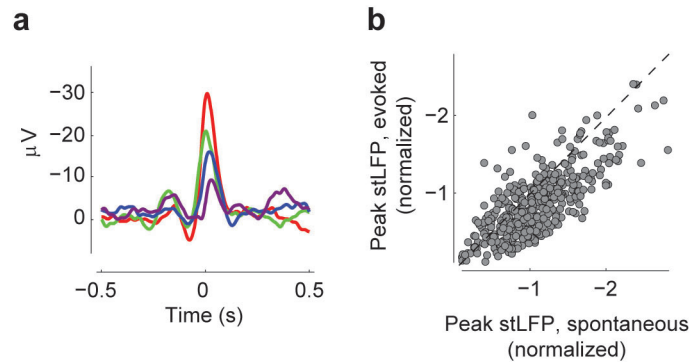 a
b
μV
−30
−20
−10
0
−0.5
0
0.5
Time (s)
Peak stLFP, evoked
(normalized)
−2
−1
−1
−2
Peak stLFP, spontaneous
(normalized)